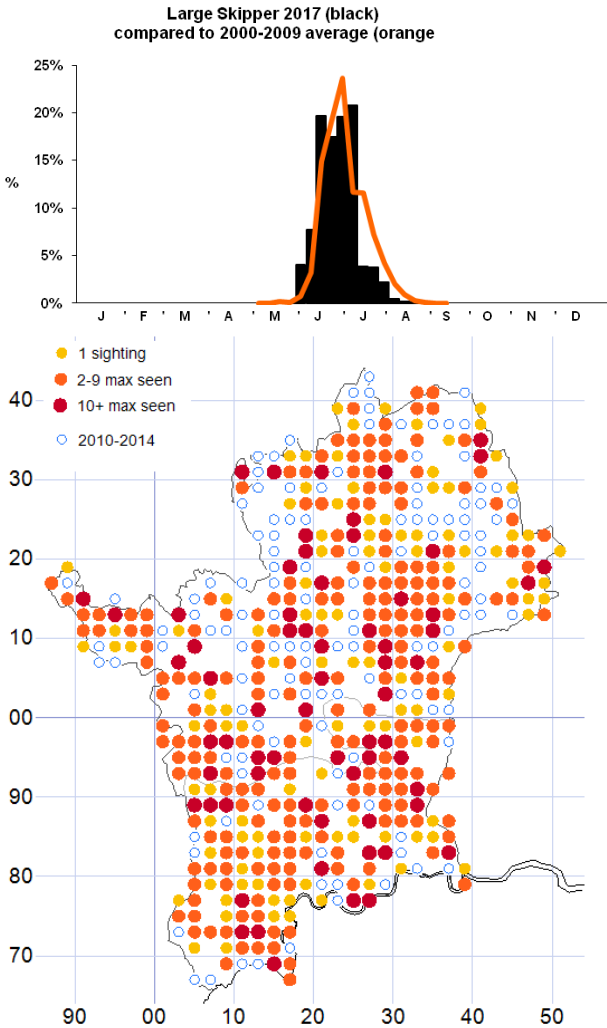 Large Skipper 2017 (black)
compared to 2000-2009 average (orange
25%
20%
15%
%
10%
5%
0%
J F M A M J J A S O N D
1 sighting
2-9 max seen
10+ max seen
2010-2014
40
30
20
10
00
90
80
70
90 00 10 20 30 40 50